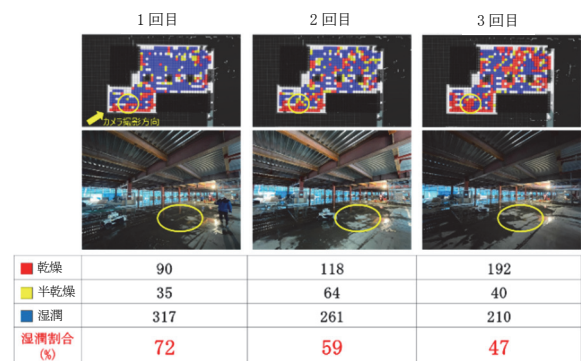 1回目 2回目 3回目
カメラ撮影方向
乾燥 90 118 192
半乾燥 35 64 40
湿潤 317 261 210
湿潤割合
(%) 72 59 47